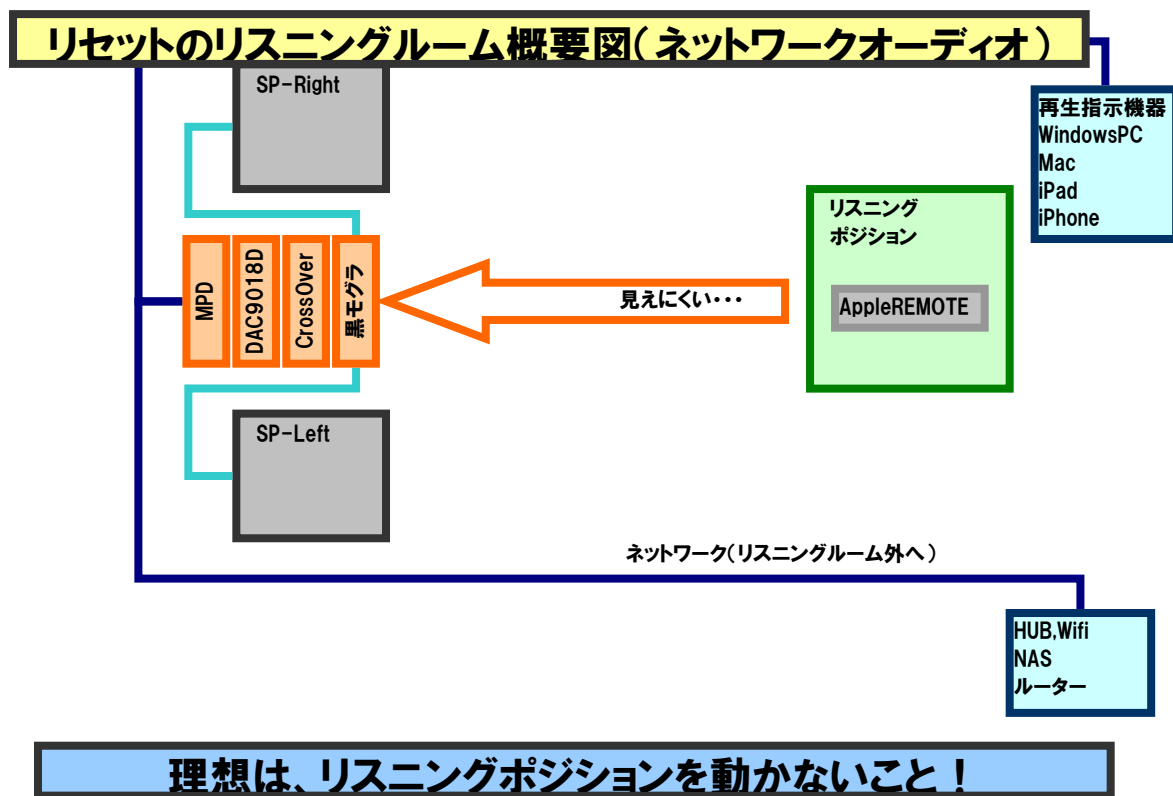 リセットのリスニングルーム概要図(ネットワークオーディオ)
SP-Right
再生指示機器
WindowsPC
Mac
iPad
iPhone
リスニング
ポジション
AppleREMOTE
MPD
DAC9018D
CrossOver
黒モグラ
見えにくい・・・
SP-Left
ネットワーク(リスニングルーム外へ)
HUB,Wifi
NAS
ルーター
理想は、リスニングポジションを動かないこと！